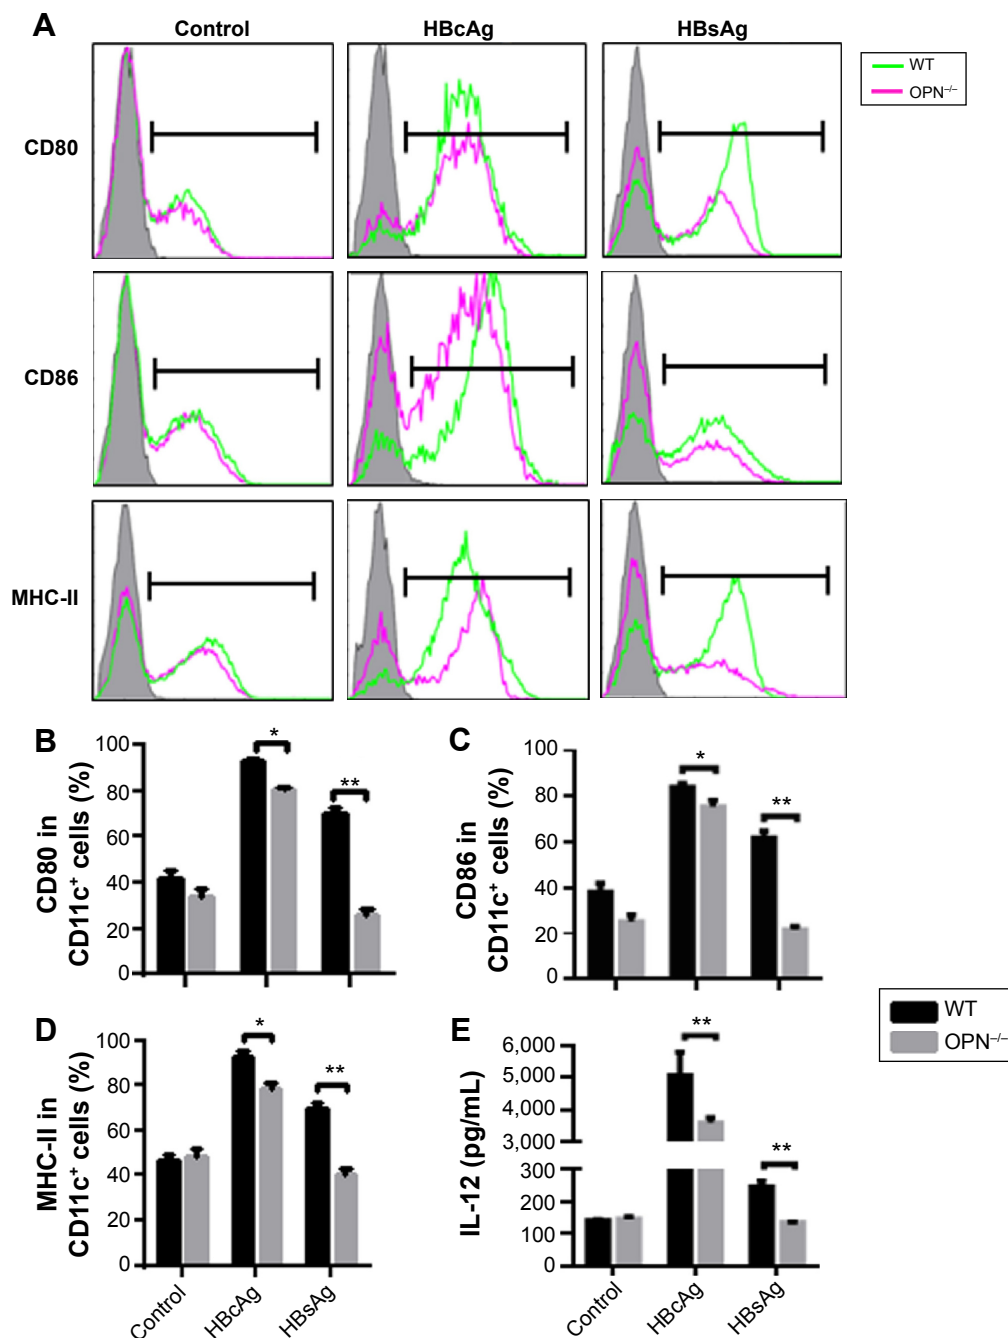 A
Control
HBcAg
HBsAg
WT
OPN⁻/⁻
CD80
CD86
MHC-II
B
CD80 in
CD11c⁺ cells (%)
100
80
60
40
20
0
*
**
C
CD86 in
CD11c⁺ cells (%)
100
80
60
40
20
0
*
**
D
MHC-II in
CD11c⁺ cells (%)
100
80
60
40
20
0
*
**
Control
HBcAg
HBsAg
E
IL-12 (pg/mL)
6,000
5,000
4,000
3,000
300
200
100
0
**
**
Control
HBcAg
HBsAg
WT
OPN⁻/⁻